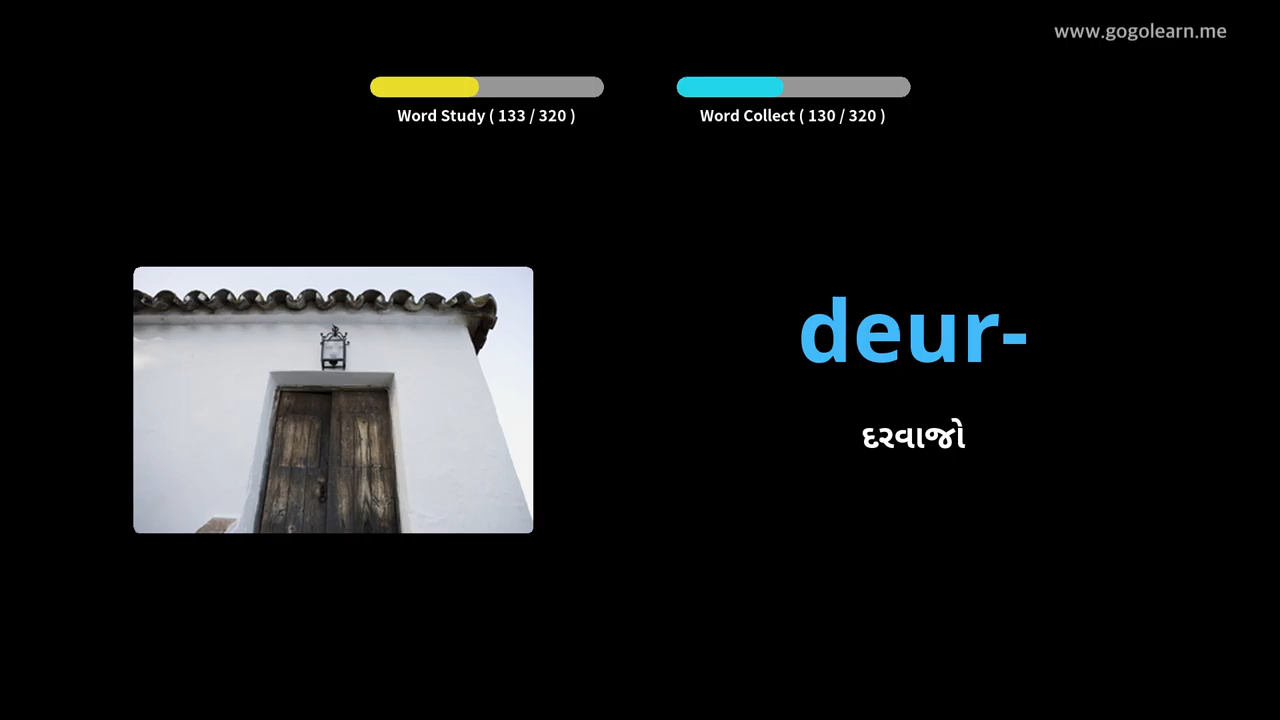 www.gogolearn.me
Word Study ( 133 / 320 )
Word Collect ( 130 / 320 )
deur-
દરવાજો